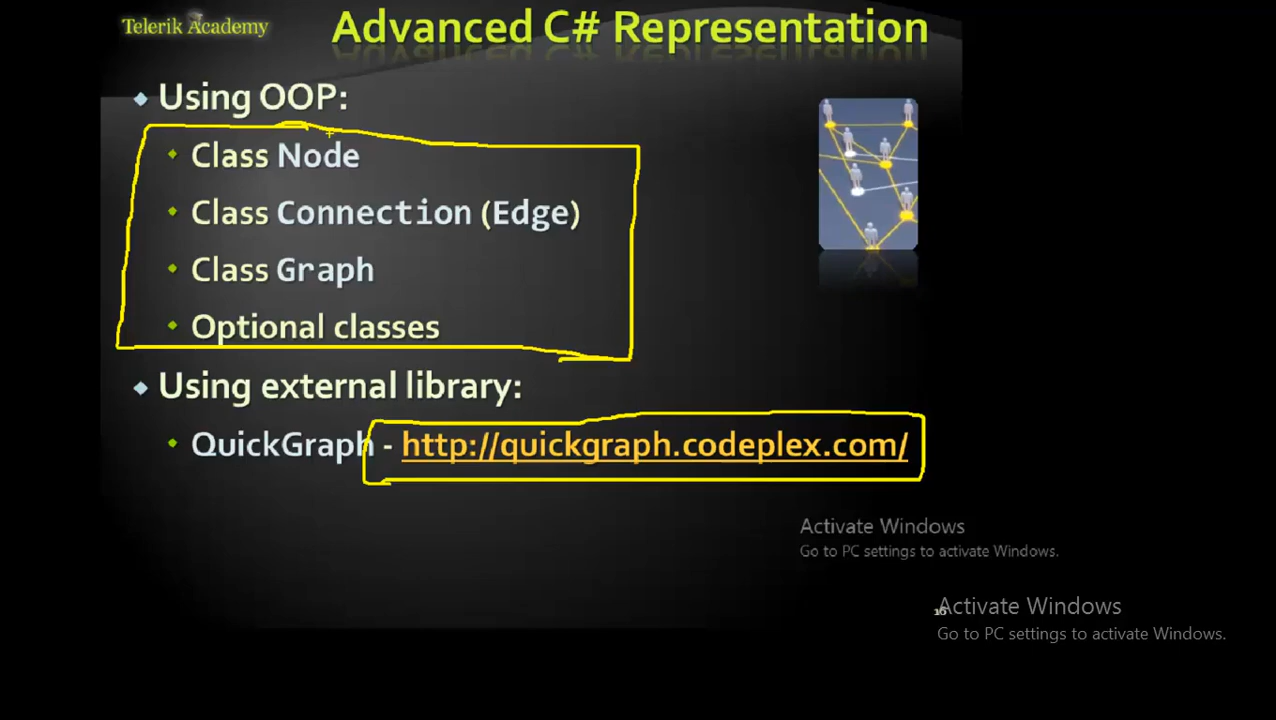 Telerik Academy
Advanced C# Representation
Using OOP:
Class Node
Class Connection (Edge)
Class Graph
Optional classes
Using external library:
QuickGraph - http://quickgraph.codeplex.com/
Activate Windows
Go to PC settings to activate Windows.
16
Activate Windows
Go to PC settings to activate Windows.